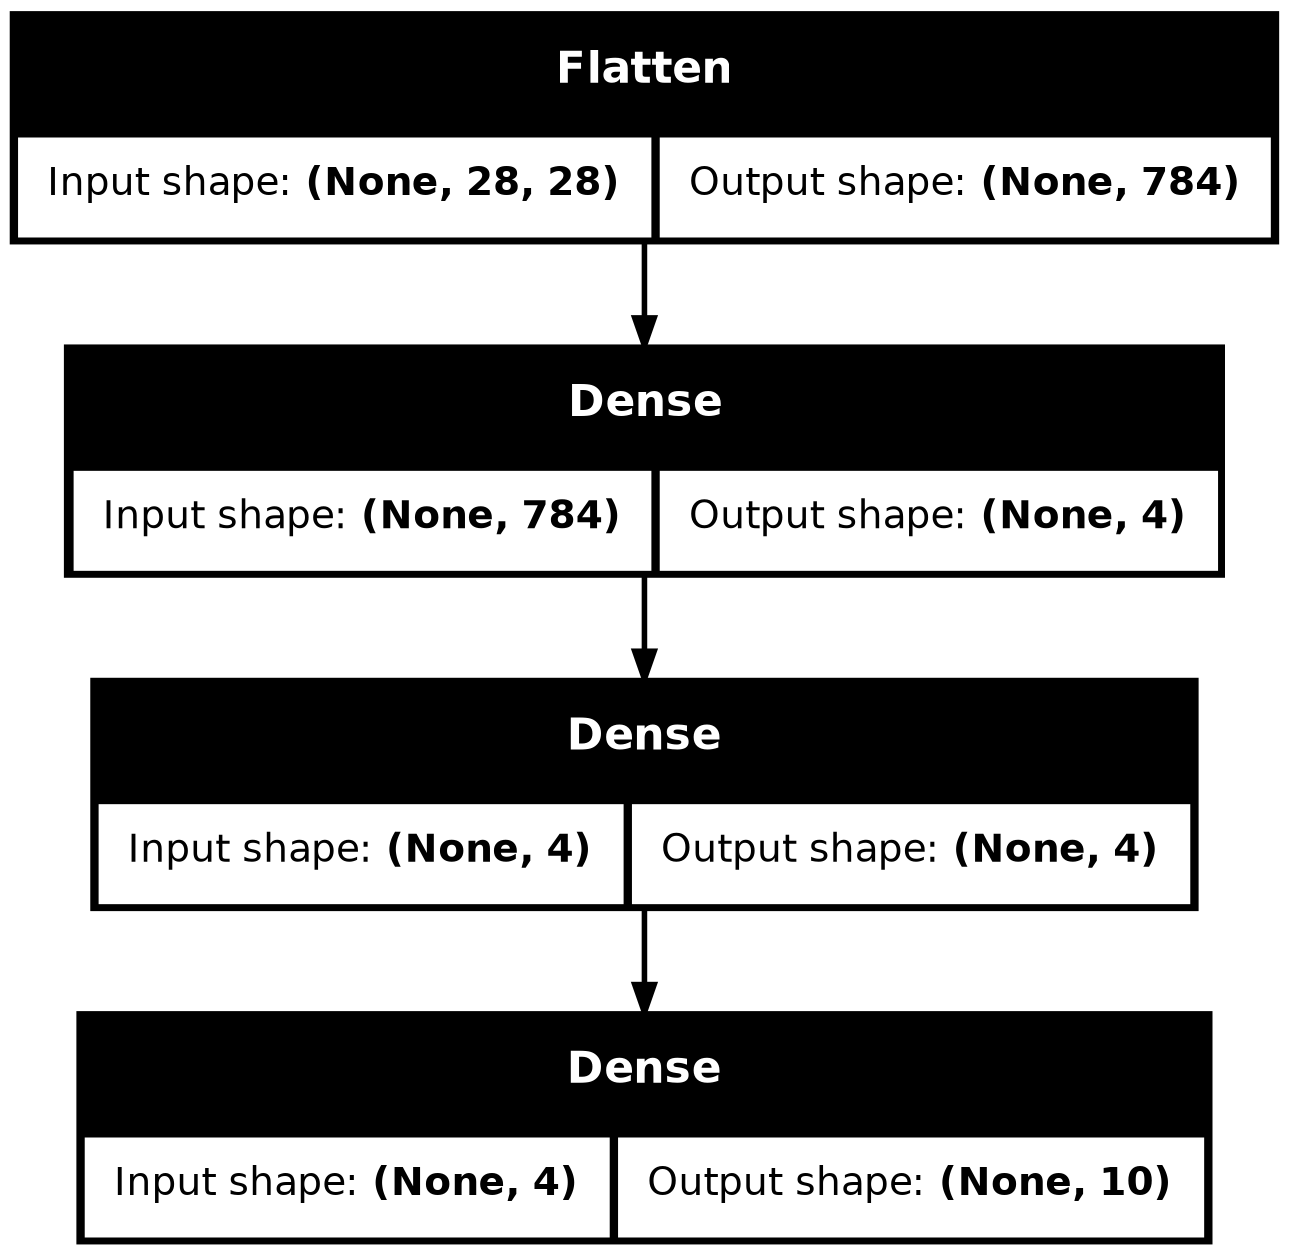 Flatten
Input shape: (None, 28, 28) Output shape: (None, 784)
Dense
Input shape: (None, 784) Output shape: (None, 4)
Dense
Input shape: (None, 4) Output shape: (None, 4)
Dense
Input shape: (None, 4) Output shape: (None, 10)